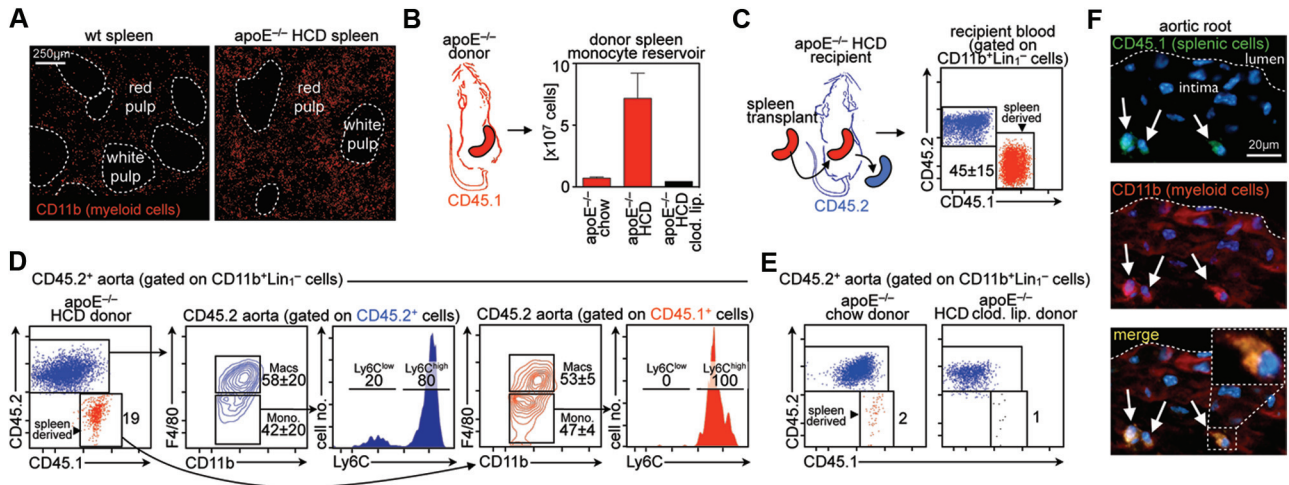 A
wt spleen
apoE–/– HCD spleen
250µm
red
pulp
white
pulp
CD11b (myeloid cells)
red
pulp
white
pulp
B
apoE–/–
donor
CD45.1
donor spleen
monocyte reservoir
[x10⁷ cells]
10
5
0
apoE–/–
chow
apoE–/–
HCD
apoE–/–
HCD
clod. lip.
C
apoE–/– HCD
recipient
spleen
transplant
CD45.2
recipient blood
(gated on
CD11b⁺Lin₁⁻ cells)
spleen
derived
45±15
CD45.2
CD45.1
D
CD45.2⁺ aorta (gated on CD11b⁺Lin₁⁻ cells)
apoE–/–
HCD donor
CD45.2
spleen
derived
19
CD45.1
CD45.2 aorta (gated on CD45.2⁺ cells)
F4/80
Macs
58±20
Mono.
42±20
CD11b
cell no.
Ly6Clow
20
Ly6Chigh
80
Ly6C
CD45.2 aorta (gated on CD45.1⁺ cells)
F4/80
Macs
53±5
Mono.
47±4
CD11b
cell no.
Ly6Clow
0
Ly6Chigh
100
Ly6C
E
CD45.2⁺ aorta (gated on CD11b⁺Lin₁⁻ cells)
apoE–/–
chow donor
apoE–/–
HCD clod. lip. donor
CD45.2
spleen
derived
2
1
CD45.1
F
aortic root
CD45.1 (splenic cells)
lumen
intima
20µm
CD11b (myeloid cells)
merge